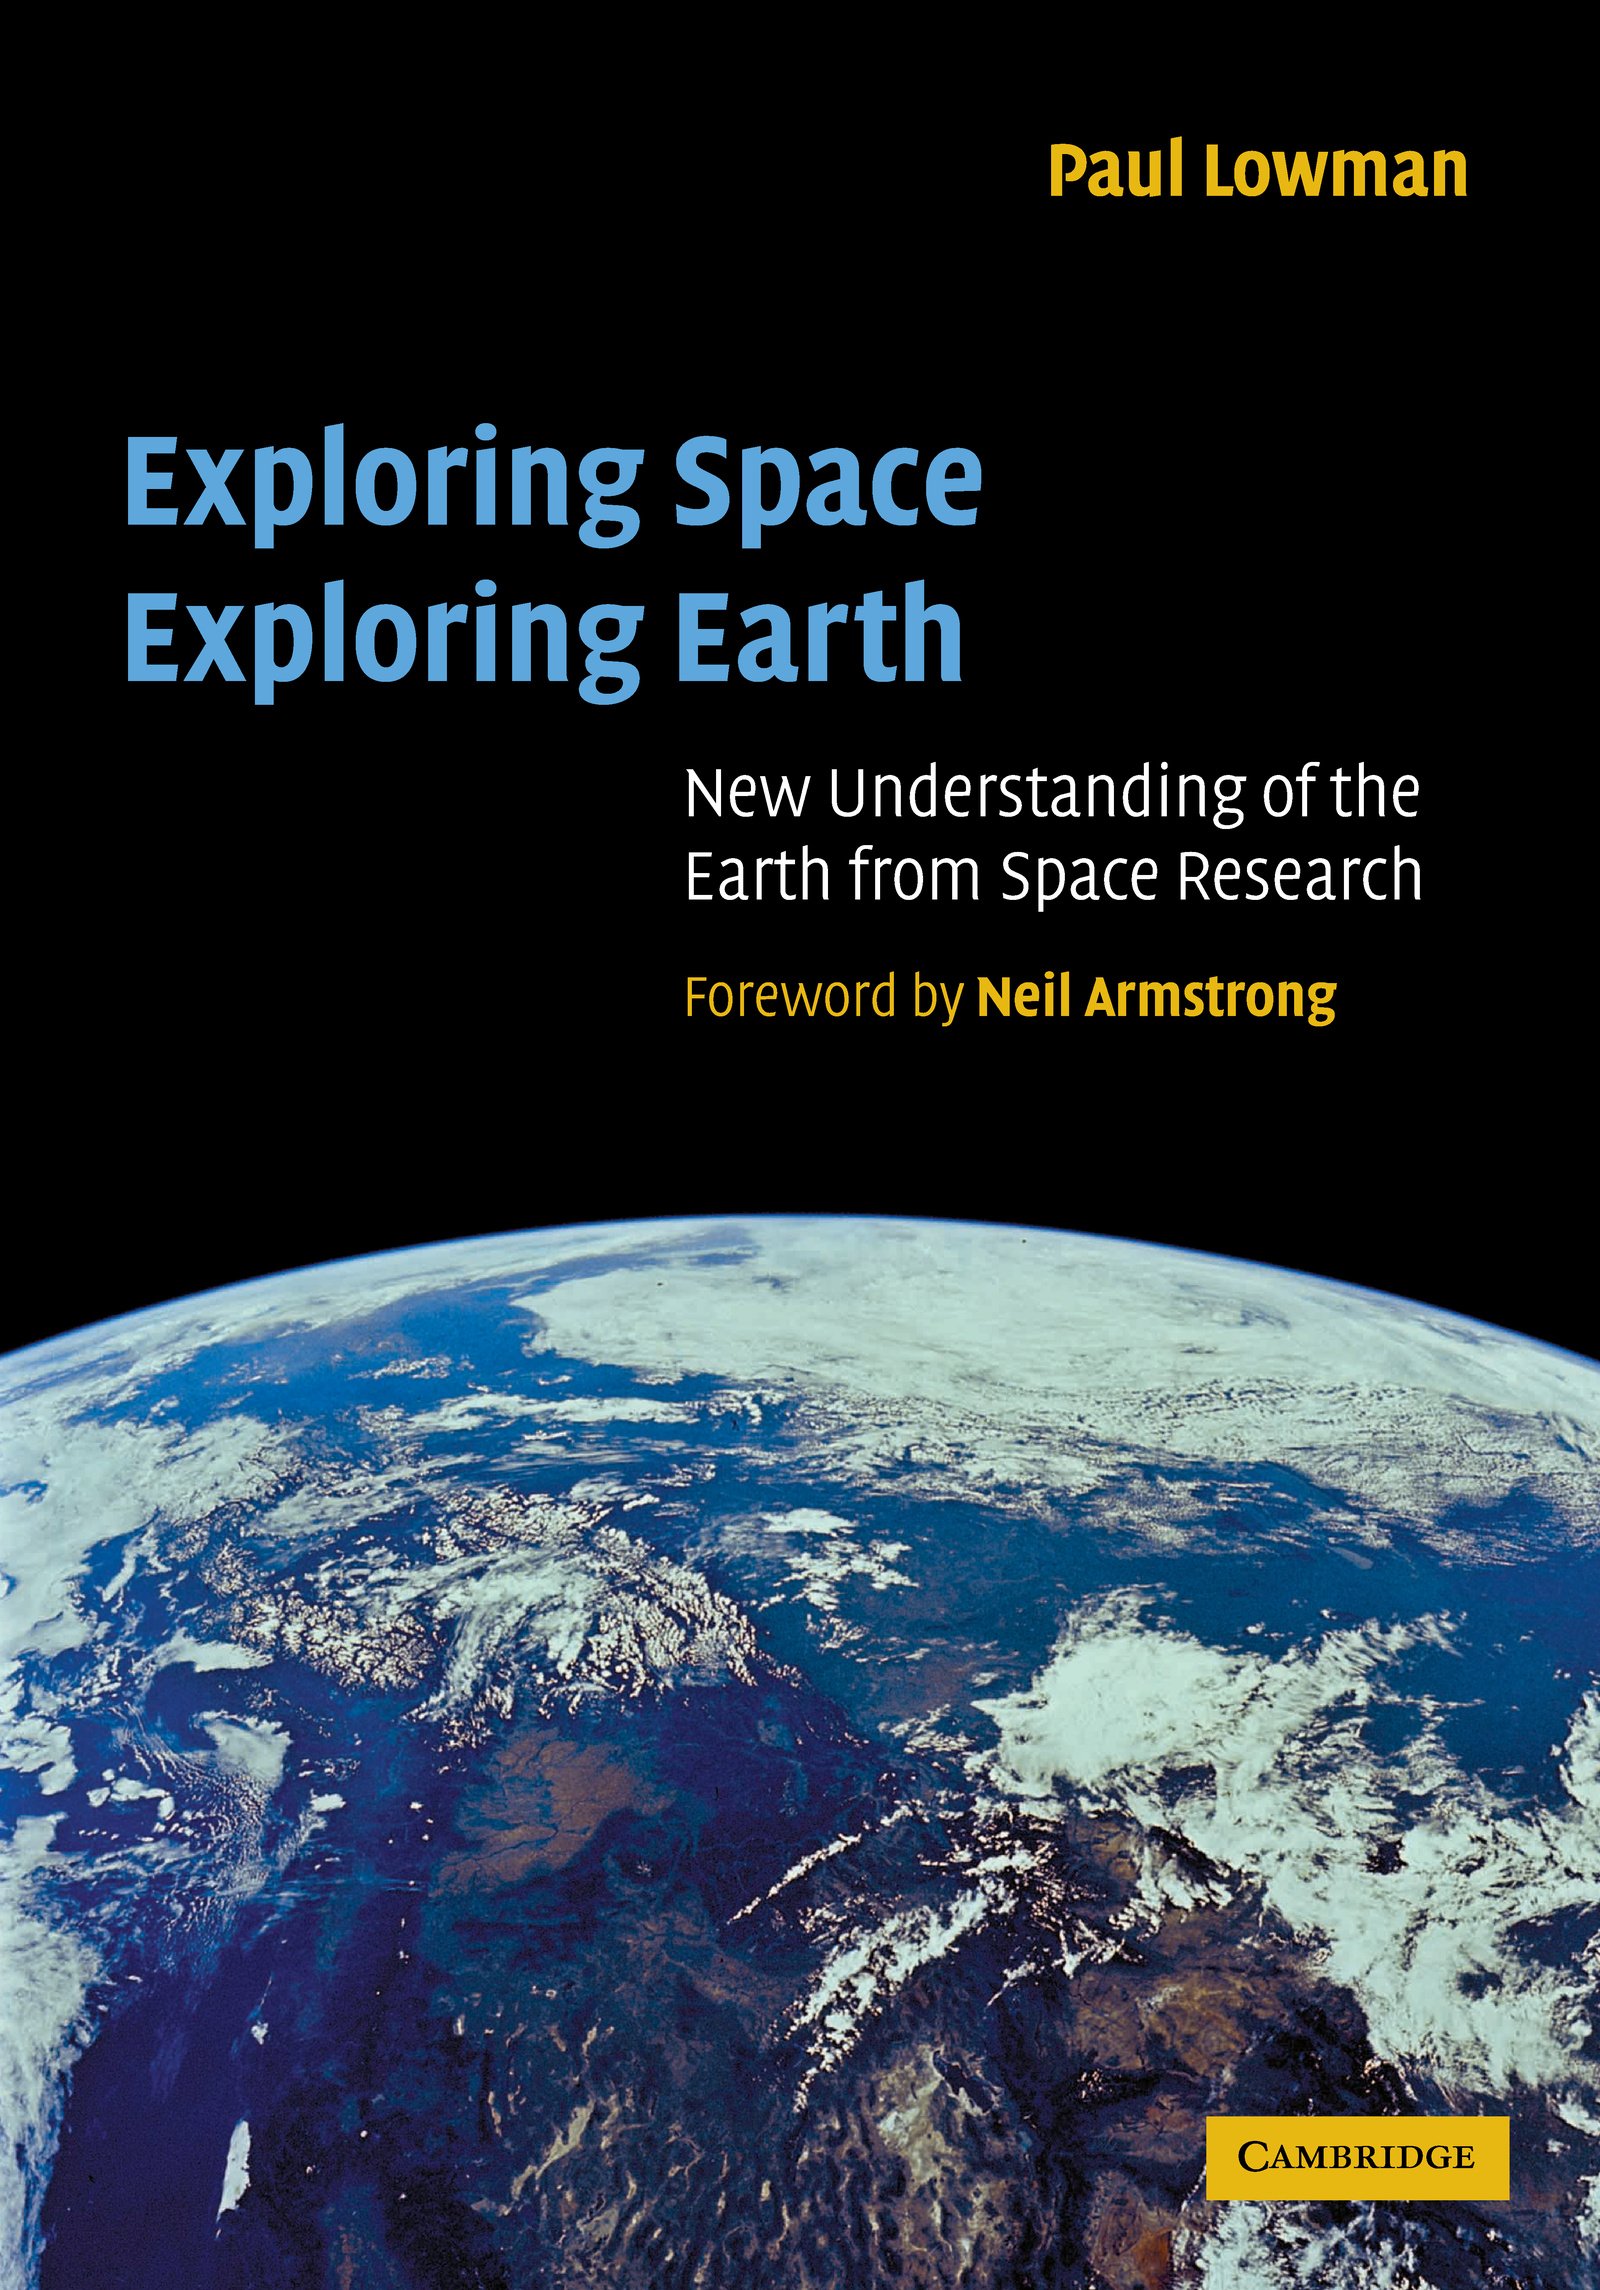 Paul Lowman
Exploring Space
Exploring Earth
New Understanding of the
Earth from Space Research
Foreword by Neil Armstrong
CAMBRIDGE